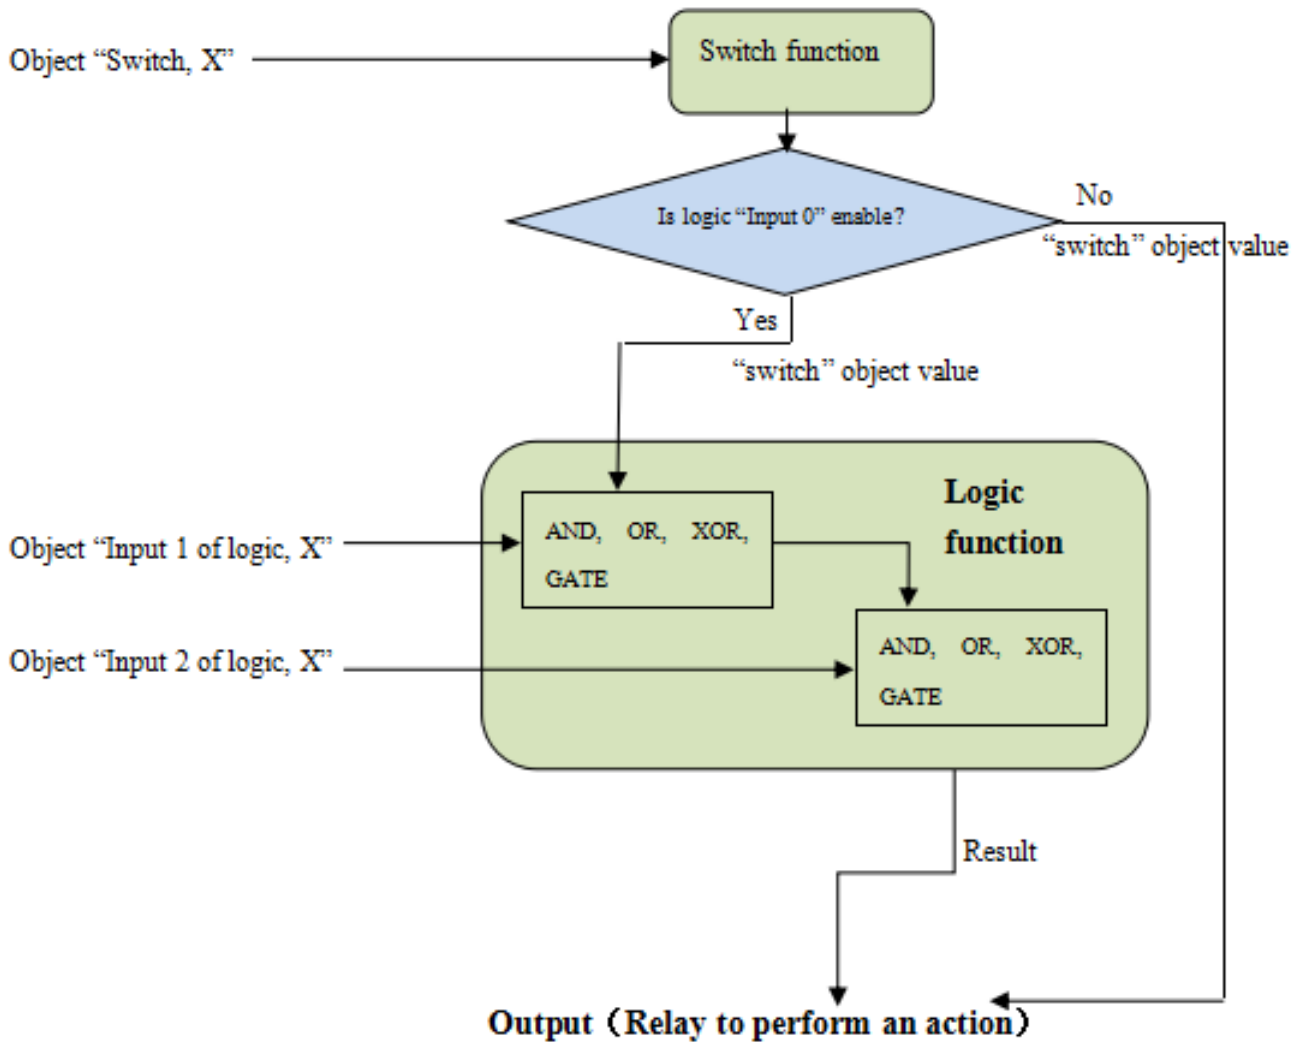 Switch function
Object “Switch, X”
No
Is logic “Input 0” enable?
“switch” object value
Yes
“switch” object value
Logic
function
AND, OR, XOR,
GATE
Object “Input 1 of logic, X”
AND, OR, XOR,
GATE
Object “Input 2 of logic, X”
Result
Output（Relay to perform an action）